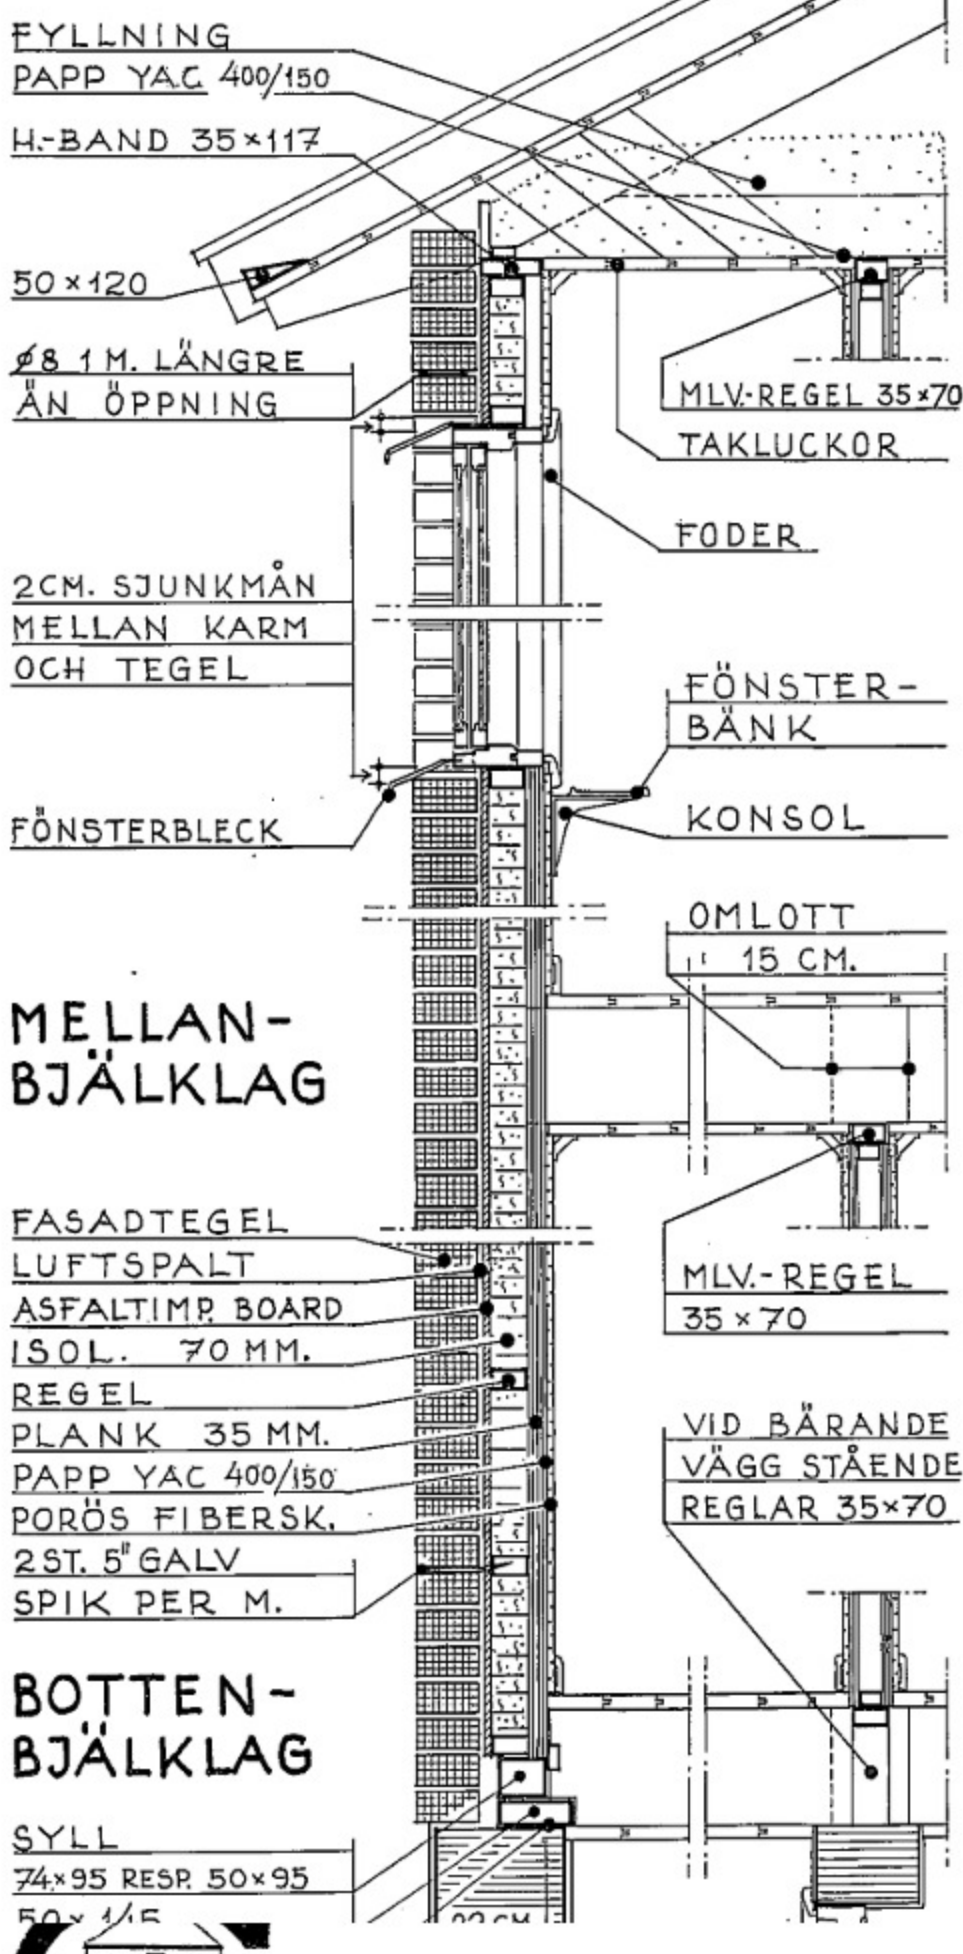 FYLLNING
PAPP YAC 400/150
H.-BAND 35×117
50×120
ø8 1 M. LÄNGRE
ÄN ÖPPNING
MLV.-REGEL 35×70
TAKLUCKOR
FODER
2CM. SJUNKMÅN
MELLAN KARM
OCH TEGEL
FÖNSTER-
BÄNK
FÖNSTERBLECK
KONSOL
OMLOTT
15 CM.
MELLAN-
BJÄLKLAG
FASADTEGEL
LUFTSPALT
ASFALTIMP. BOARD
ISOL. 70 MM.
REGEL
PLANK 35 MM.
PAPP YAC 400/150
PORÖS FIBERSK.
2 ST. 5" GALV
SPIK PER M.
MLV.-REGEL
35×70
VID BÄRANDE
VÄGG STÅENDE
REGLAR 35×70
BOTTEN-
BJÄLKLAG
SYLL
74×95 RESP. 50×95